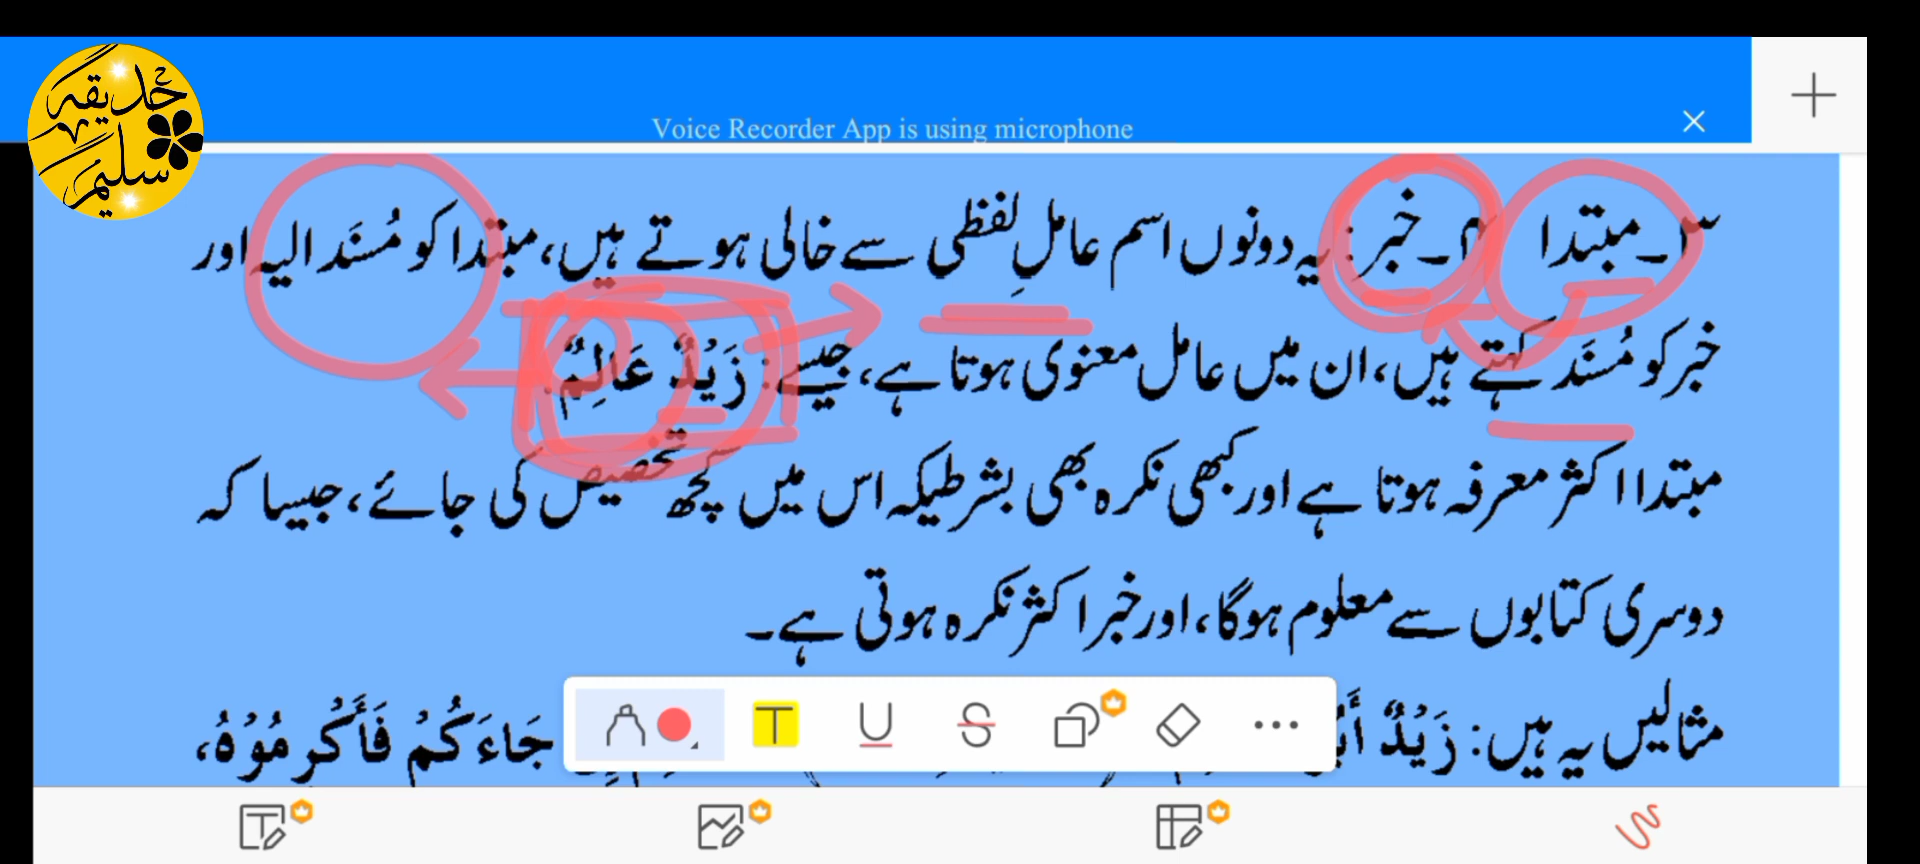 حدیقہ سلیم
Voice Recorder App is using microphone
۳۔ مبتدا ۴۔ خبر: یہ دونوں اسم عاملِ لفظی سے خالی ہوتے ہیں، مبتدا کو مُسنَد الیہ اور
خبر کو مُسنَد کہتے ہیں، ان میں عامل معنوی ہوتا ہے، جیسے: زَیْدٌ عَالِمٌ.
مبتدا اکثر معرفہ ہوتا ہے اور کبھی نکرہ بھی بشرطیکہ اس میں کچھ تخصیص کی جائے، جیسا کہ
دوسری کتابوں سے معلوم ہوگا، اور خبر اکثر نکرہ ہوتی ہے۔
مثالیں یہ ہیں: زَیْدٌ جَاءَكُمْ فَأَكْرِمُوْهُ،